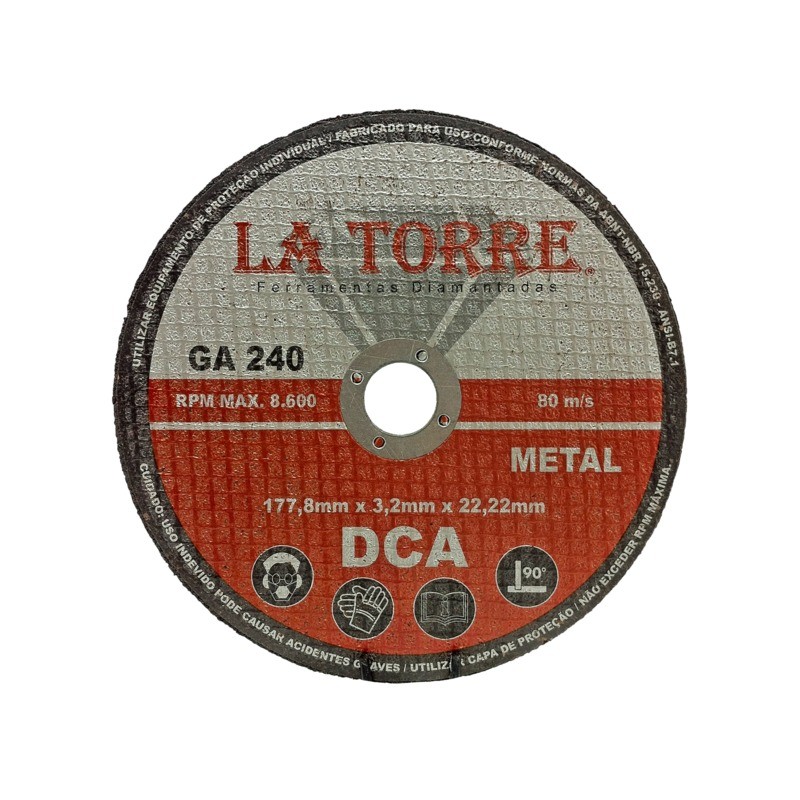 UTILIZAR EQUIPAMENTO DE PROTEÇÃO INDIVIDUAL / FABRICADO PARA USO CONFORME NORMAS DA ABNT-NBR 15.230- ANSI-B7.1
LA TORRE
Ferramentas Diamantadas
GA 240
RPM MAX. 8.600
80 m/s
METAL
177,8mm x 3,2mm x 22,22mm
DCA
90°
CUIDADO: USO INDEVIDO PODE CAUSAR ACIDENTES GRAVES / UTILIZAR CAPA DE PROTEÇÃO / NÃO EXCEDER RPM MÁXIMA.